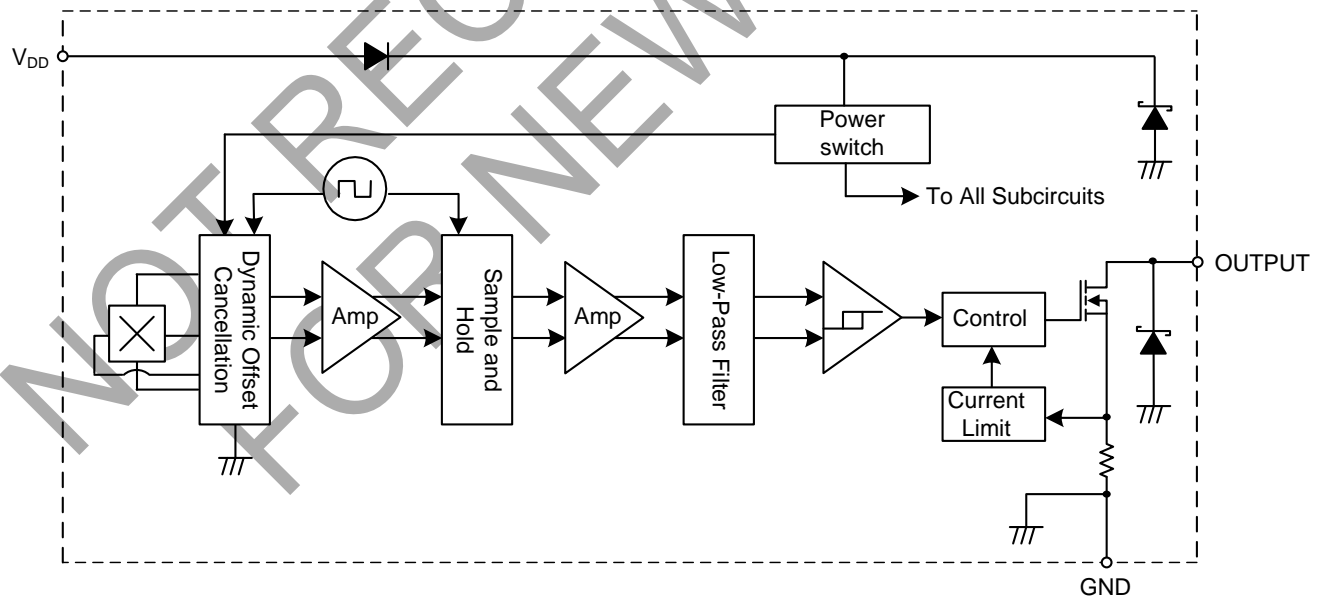 NOT REC
FOR NEW
VDD
Power
switch
To All Subcircuits
OUTPUT
Dynamic Offset
Cancellation
Amp
Sample and
Hold
Amp
Low-Pass Filter
Control
Current
Limit
GND